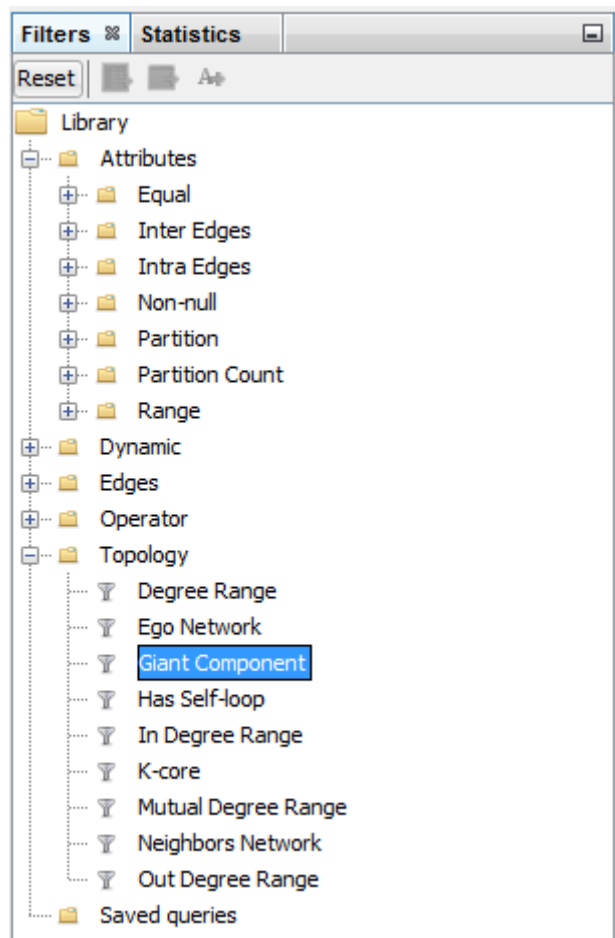 Filters Statistics
Reset
Library
Attributes
Equal
Inter Edges
Intra Edges
Non-null
Partition
Partition Count
Range
Dynamic
Edges
Operator
Topology
Degree Range
Ego Network
Giant Component
Has Self-loop
In Degree Range
K-core
Mutual Degree Range
Neighbors Network
Out Degree Range
Saved queries